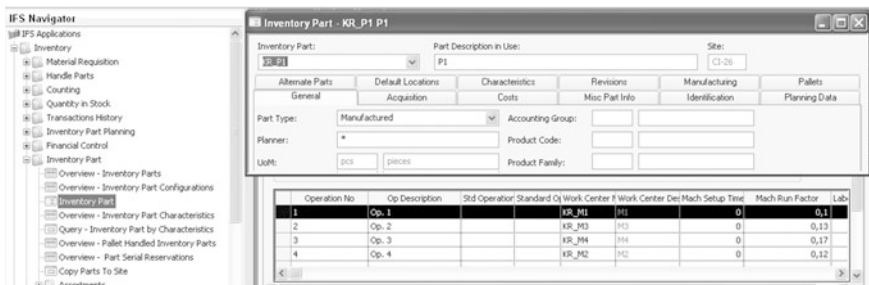 IFS Navigator
IFS Applications
Inventory
Material Requisition
Handle Parts
Counting
Quantity in Stock
Transactions History
Inventory Part Planning
Financial Control
Inventory Part
Overview - Inventory Parts
Overview - Inventory Part Configurations
Inventory Part
Overview - Inventory Part Characteristics
Query - Inventory Part by Characteristics
Overview - Pallet Handled Inventory Parts
Overview - Part Serial Reservations
Copy Parts To Site
Assortments
Inventory Part - KR_P1 P1
Inventory Part: Part Description in Use: Site:
KR_P1 P1 CI-26
Alternate Parts Default Locations Characteristics Revisions Manufacturing Pallets
General Acquisition Costs Misc Part Info Identification Planning Data
Part Type: Manufactured Accounting Group:
Planner: * Product Code:
UoM: pcs pieces Product Family:
Operation No Op Description Std Operation Standard O Work Center N Work Center Des Mach Setup Time Mach Run Factor Lab
1 Op. 1 KR_M1 M1 0 0,1
2 Op. 2 KR_M3 M3 0 0,13
3 Op. 3 KR_M4 M4 0 0,17
4 Op. 4 KR_M2 M2 0 0,12